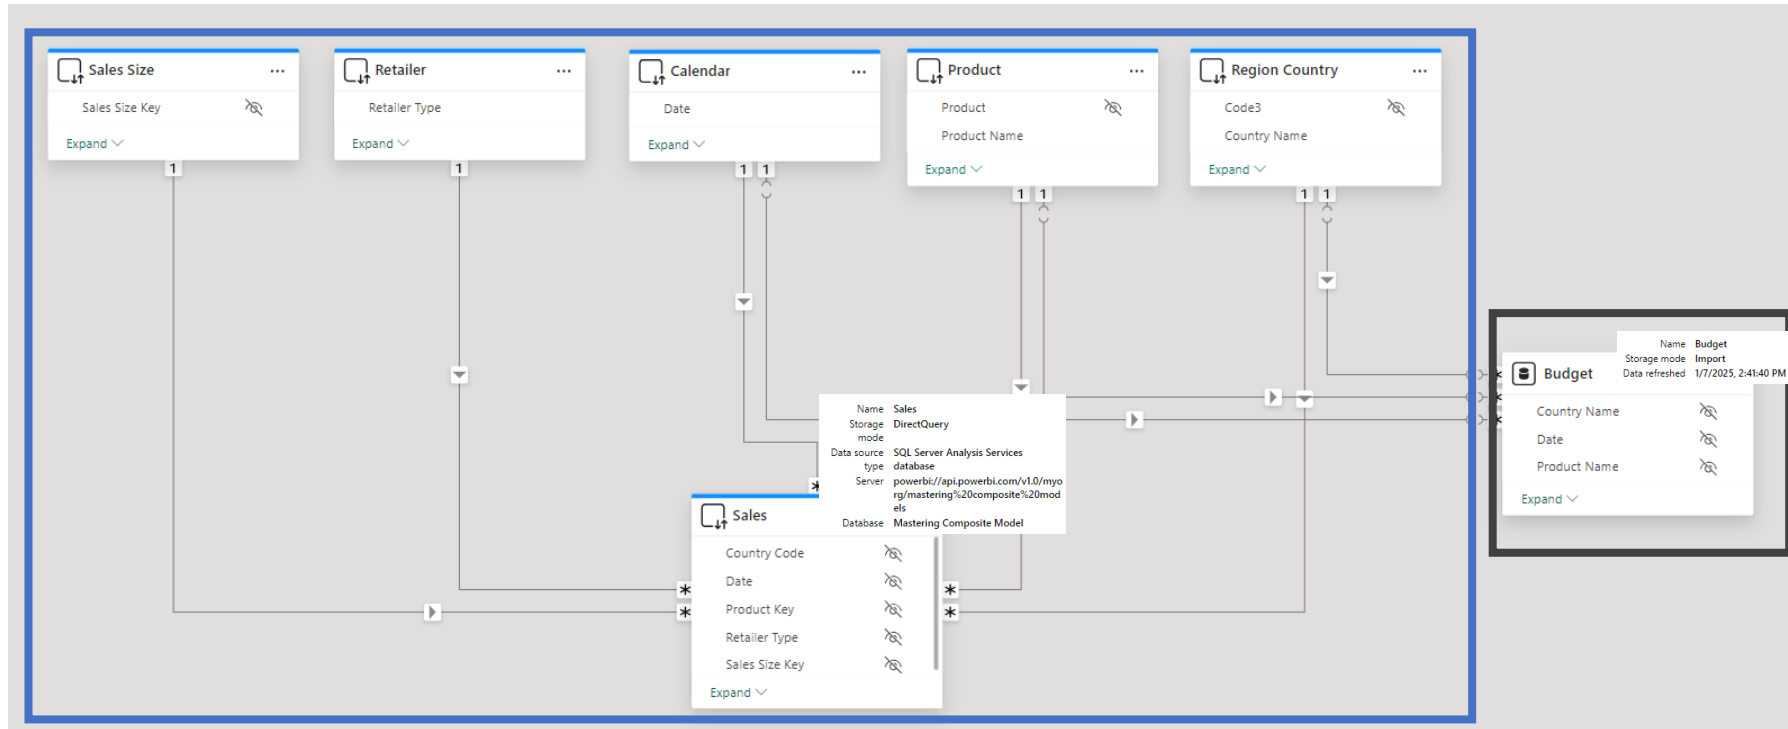 Sales Size
...
Sales Size Key
Expand
Retailer
...
Retailer Type
Expand
Calendar
...
Date
Expand
Product
...
Product
Product Name
Expand
Region Country
...
Code3
Country Name
Expand
1
1
1 1
1 1
1 1
Name Budget
Storage mode Import
Data refreshed 1/7/2025, 2:41:40 PM
Budget
Country Name
Date
Product Name
Expand
*
*
*
Name Sales
Storage DirectQuery
mode
Data source SQL Server Analysis Services
type database
Server powerbi://api.powerbi.com/v1.0/myo
rg/mastering%20composite%20mod
els
Database Mastering Composite Model
*
Sales
Country Code
Date
Product Key
Retailer Type
Sales Size Key
Expand
* *
* *